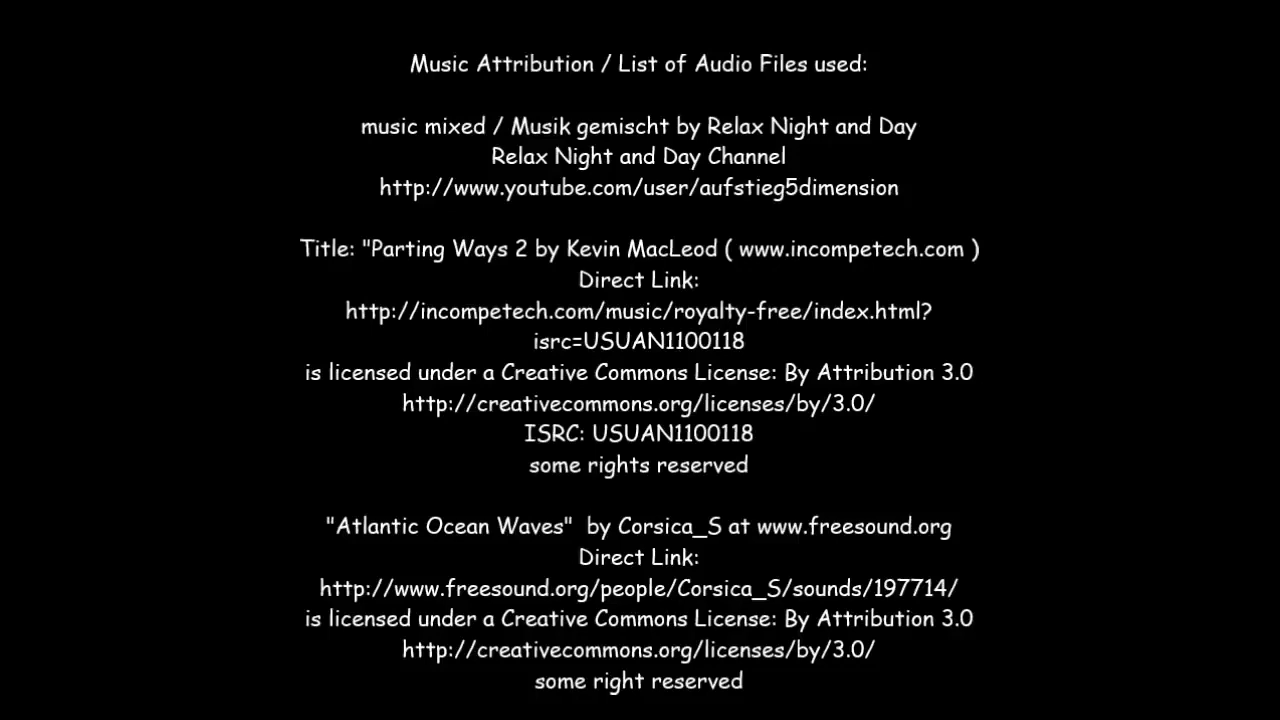 Music Attribution / List of Audio Files used:
music mixed / Musik gemischt by Relax Night and Day
Relax Night and Day Channel
http://www.youtube.com/user/aufstieg5dimension
Title: "Parting Ways 2 by Kevin MacLeod ( www.incompetech.com )
Direct Link:
http://incompetech.com/music/royalty-free/index.html?
isrc=USUAN1100118
is licensed under a Creative Commons License: By Attribution 3.0
http://creativecommons.org/licenses/by/3.0/
ISRC: USUAN1100118
some rights reserved
"Atlantic Ocean Waves"  by Corsica_S at www.freesound.org
Direct Link:
http://www.freesound.org/people/Corsica_S/sounds/197714/
is licensed under a Creative Commons License: By Attribution 3.0
http://creativecommons.org/licenses/by/3.0/
some right reserved